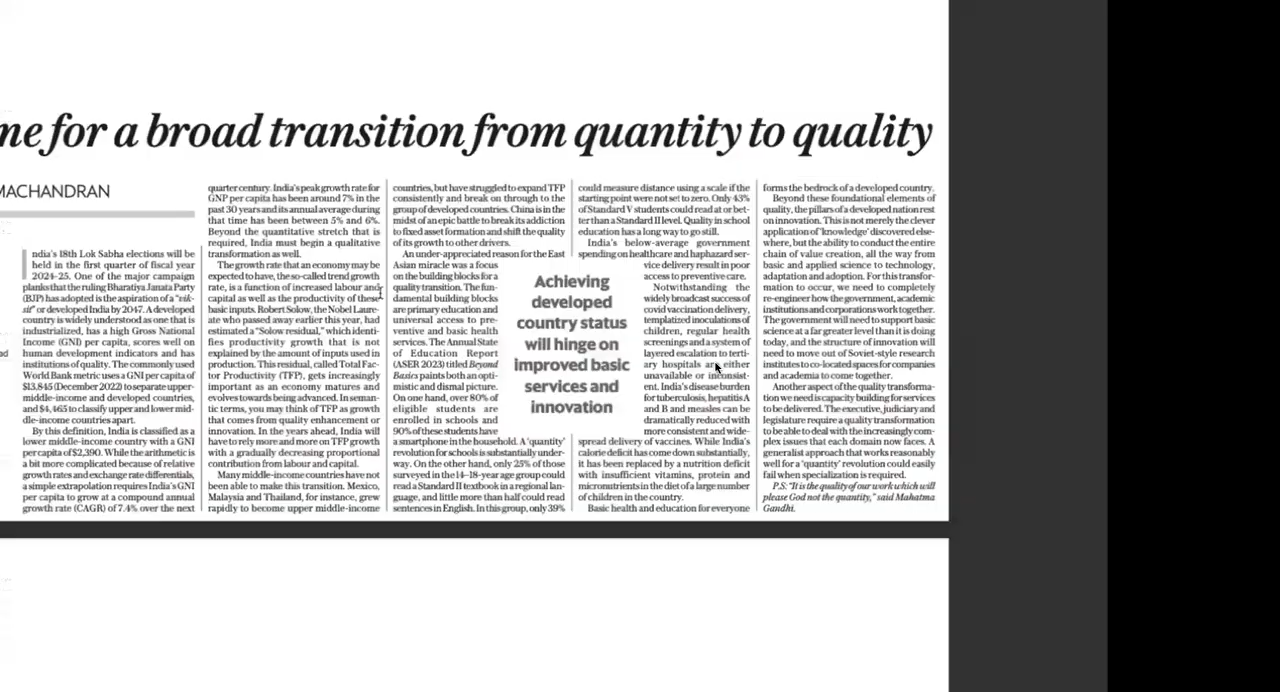 me for a broad transition from quantity to quality
MACHANDRAN
India's 18th Lok Sabha elections will be
held in the first quarter of fiscal year
2024-25. One of the major campaign
planks that the ruling Bharatiya Janata Party
(BJP) has adopted is the aspiration of a "vik-
sit" or developed India by 2047. A developed
country is widely understood as one that is
industrialized, has a high Gross National
Income (GNI) per capita, scores well on
human development indicators and has
institutions of quality. The commonly used
World Bank metric uses a GNI per capita of
$13,845 (December 2022) to separate upper-
middle-income and developed countries,
and $4,465 to classify upper and lower mid-
dle-income countries apart.
By this definition, India is classified as a
lower middle-income country with a GNI
per capita of $2,390. While the arithmetic is
a bit more complicated because of relative
growth rates and exchange rate differentials,
a simple extrapolation requires India's GNI
per capita to grow at a compound annual
growth rate (CAGR) of 7.4% over the next
quarter century. India's peak growth rate for
GNP per capita has been around 7% in the
past 30 years and its annual average during
that time has been between 5% and 6%.
Beyond the quantitative stretch that is
required, India must begin a qualitative
transformation as well.
The growth rate that an economy may be
expected to have, the so-called trend growth
rate, is a function of increased labour and
capital as well as the productivity of these
basic inputs. Robert Solow, the Nobel Laure-
ate who passed away earlier this year, had
estimated a "Solow residual," which identi-
fies productivity growth that is not
explained by the amount of inputs used in
production. This residual, called Total Fac-
tor Productivity (TFP), gets increasingly
important as an economy matures and
evolves towards being advanced. In seman-
tic terms, you may think of TFP as growth
that comes from quality enhancement or
innovation. In the years ahead, India will
have to rely more and more on TFP growth
with a gradually decreasing proportional
contribution from labour and capital.
Many middle-income countries have not
been able to make this transition. Mexico,
Malaysia and Thailand, for instance, grew
rapidly to become upper middle-income
countries, but have struggled to expand TFP
consistently and break on through to the
group of developed countries. China is in the
midst of an epic battle to break its addiction
to fixed asset formation and shift the quality
of its growth to other drivers.
An under-appreciated reason for the East
Asian miracle was a focus
on the building blocks for a
quality transition. The fun-
damental building blocks
are primary education and
universal access to pre-
ventive and basic health
services. The Annual State
of Education Report
(ASER 2023) titled Beyond
Basics paints both an opti-
mistic and dismal picture.
On one hand, over 80% of
eligible students are
enrolled in schools and
90% of these students have
a smartphone in the household. A 'quantity'
revolution for schools is substantially under-
way. On the other hand, only 25% of those
surveyed in the 14-18-year age group could
read a Standard II textbook in a regional lan-
guage, and little more than half could read
sentences in English. In this group, only 39%
Achieving
developed
country status
will hinge on
improved basic
services and
innovation
could measure distance using a scale if the
starting point were not set to zero. Only 43%
of Standard V students could read at or bet-
ter than a Standard II level. Quality in school
education has a long way to go still.
India's below-average government
spending on healthcare and haphazard ser-
vice delivery result in poor
access to preventive care.
Notwithstanding the
widely broadcast success of
covid vaccination delivery,
templatized inoculations of
children, regular health
screenings and a system of
layered escalation to terti-
ary hospitals are either
unavailable or inconsist-
ent. India's disease burden
for tuberculosis, hepatitis A
and B and measles can be
dramatically reduced with
more consistent and wide-
spread delivery of vaccines. While India's
calorie deficit has come down substantially,
it has been replaced by a nutrition deficit
with insufficient vitamins, protein and
micronutrients in the diet of a large number
of children in the country.
Basic health and education for everyone
forms the bedrock of a developed country.
Beyond these foundational elements of
quality, the pillars of a developed nation rest
on innovation. This is not merely the clever
application of 'knowledge' discovered else-
where, but the ability to conduct the entire
chain of value creation, all the way from
basic and applied science to technology,
adaptation and adoption. For this transfor-
mation to occur, we need to completely
re-engineer how the government, academic
institutions and corporations work together.
The government will need to support basic
science at a far greater level than it is doing
today, and the structure of innovation will
need to move out of Soviet-style research
institutes to co-located spaces for companies
and academia to come together.
Another aspect of the quality transforma-
tion we need is capacity building for services
to be delivered. The executive, judiciary and
legislature require a quality transformation
to be able to deal with the increasingly com-
plex issues that each domain now faces. A
generalist approach that works reasonably
well for a 'quantity' revolution could easily
fail when specialization is required.
P.S: "It is the quality of our work which will
please God not the quantity," said Mahatma
Gandhi.